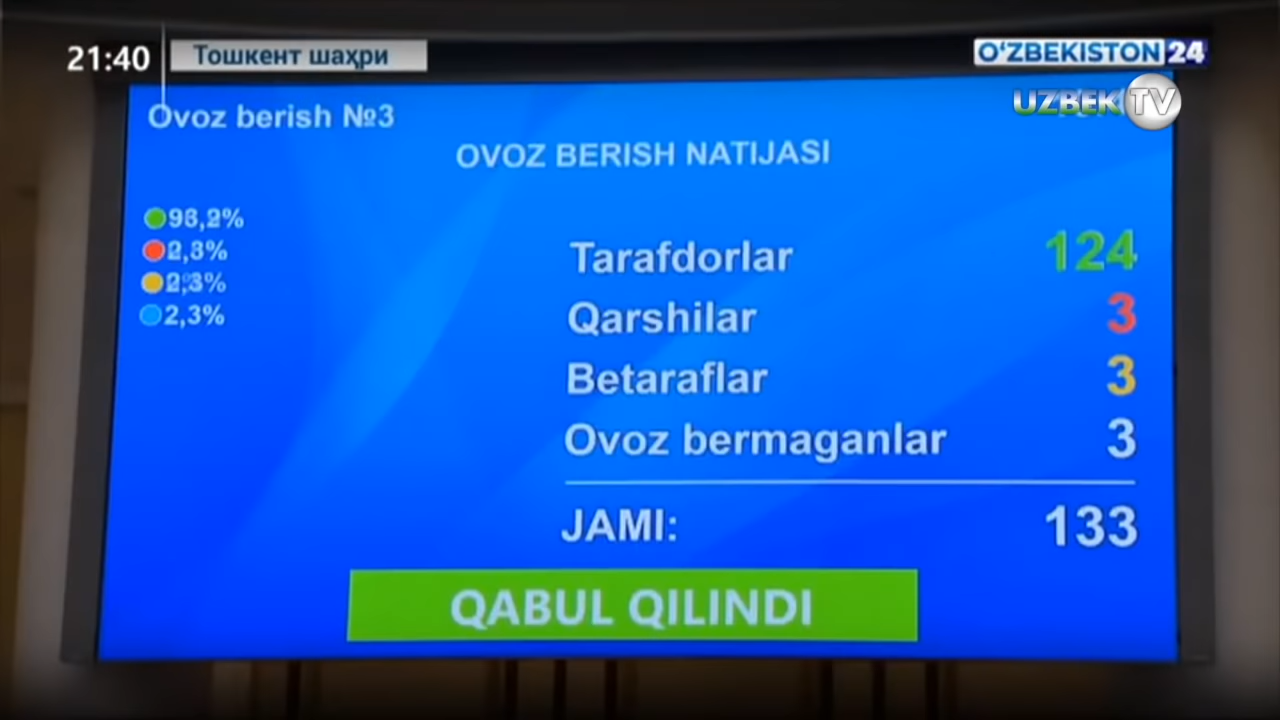 21:40
Тошкент шаҳри
O‘ZBEKISTON 24
UZBEK TV
Ovoz berish №3
OVOZ BERISH NATIJASI
2,3%
Tarafdorlar 124
Qarshilar 3
Betaraflar 3
Ovoz bermaganlar 3
JAMI: 133
QABUL QILINDI